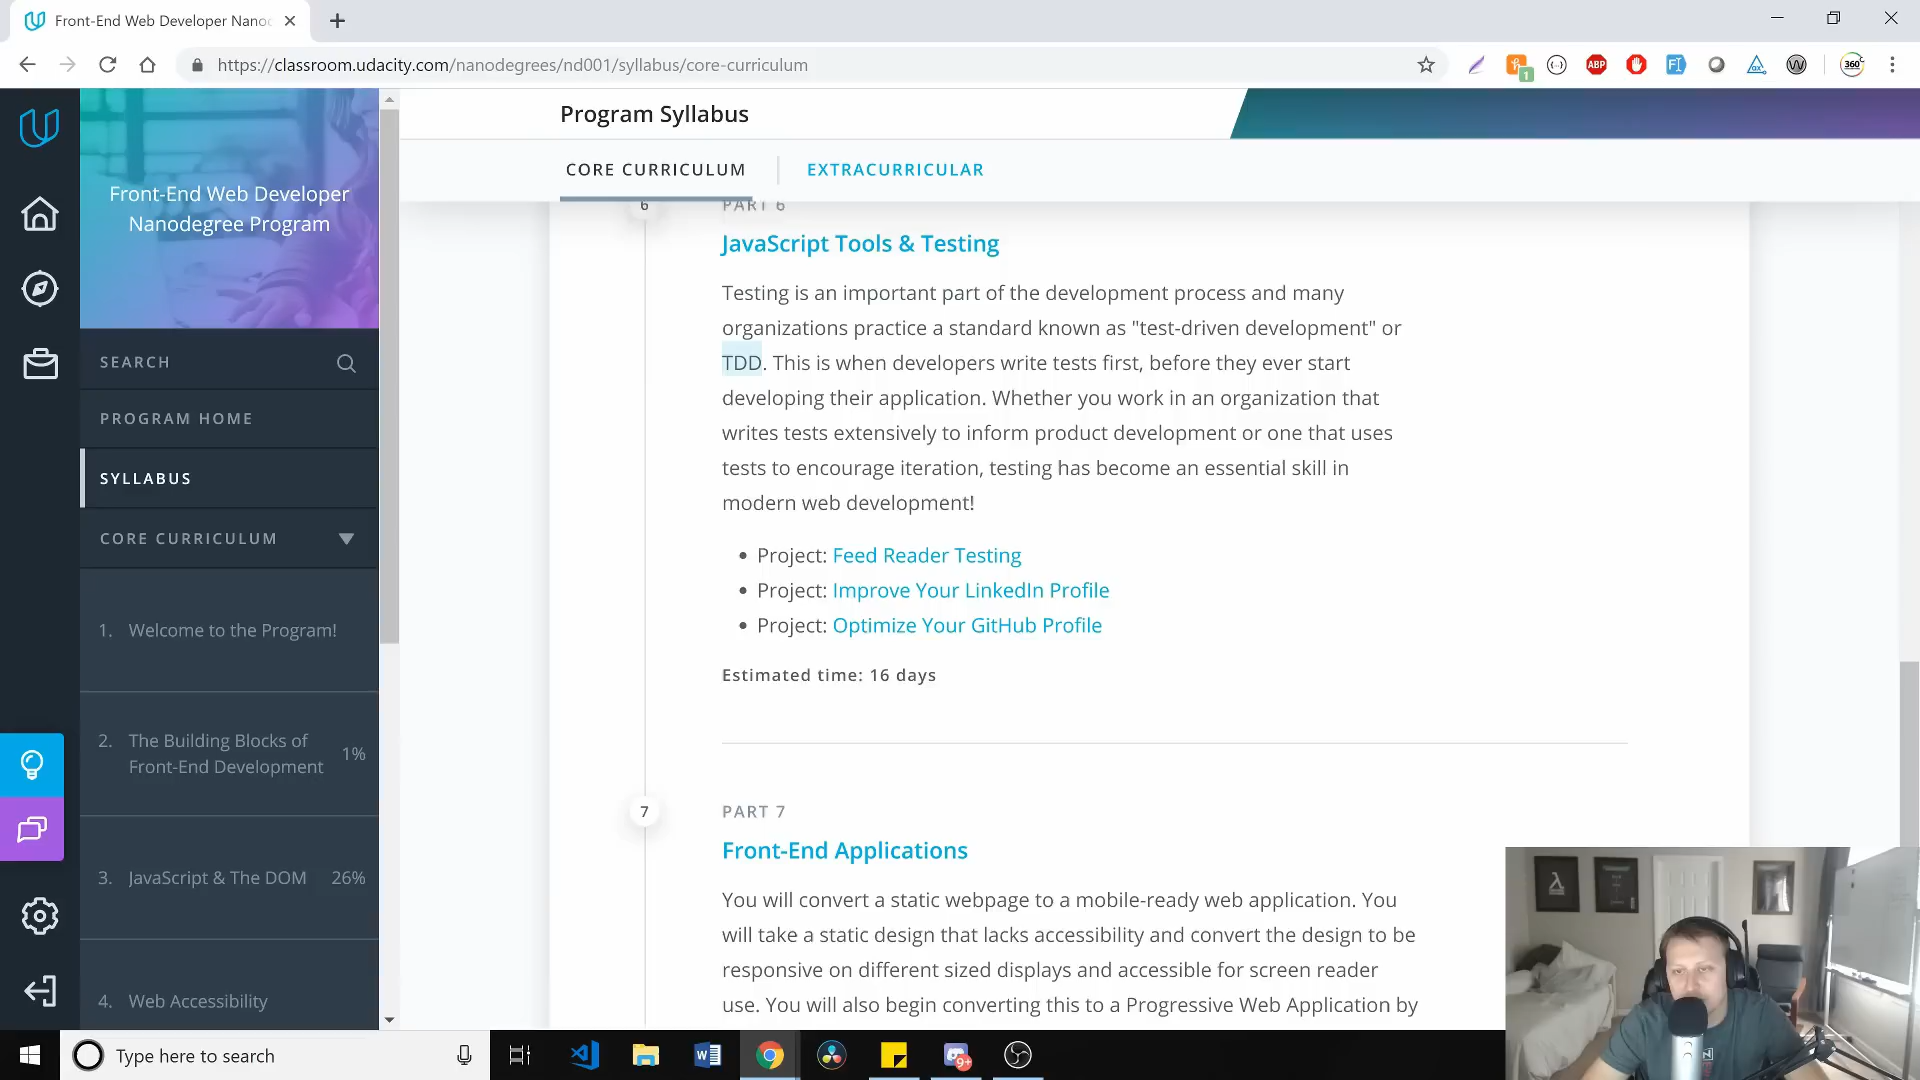 Front-End Web Developer Nano
https://classroom.udacity.com/nanodegrees/nd001/syllabus/core-curriculum
1
ABP
360°
Front-End Web Developer
Nanodegree Program
SEARCH
PROGRAM HOME
SYLLABUS
CORE CURRICULUM
1. Welcome to the Program!
2. The Building Blocks of
Front-End Development
1%
3. JavaScript & The DOM 26%
4. Web Accessibility
Program Syllabus
CORE CURRICULUM
EXTRACURRICULAR
6
PART 6
JavaScript Tools & Testing
Testing is an important part of the development process and many
organizations practice a standard known as "test-driven development" or
TDD. This is when developers write tests first, before they ever start
developing their application. Whether you work in an organization that
writes tests extensively to inform product development or one that uses
tests to encourage iteration, testing has become an essential skill in
modern web development!
• Project: Feed Reader Testing
• Project: Improve Your LinkedIn Profile
• Project: Optimize Your GitHub Profile
Estimated time: 16 days
7
PART 7
Front-End Applications
You will convert a static webpage to a mobile-ready web application. You
will take a static design that lacks accessibility and convert the design to be
responsive on different sized displays and accessible for screen reader
use. You will also begin converting this to a Progressive Web Application by
Type here to search
9+